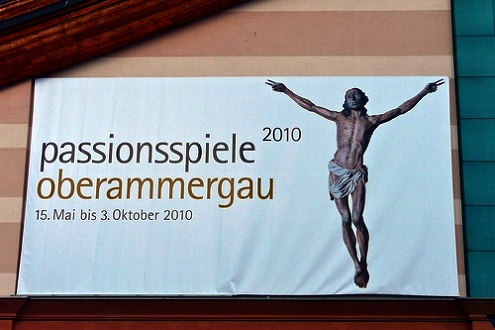 passionsspiele 2010
oberammergau
15. Mai bis 3. Oktober 2010